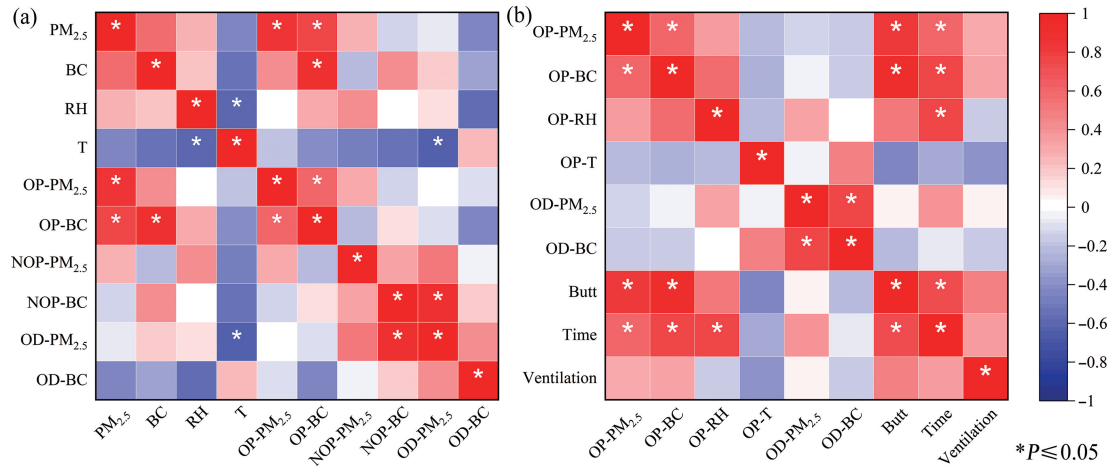 (a)
PM2.5
BC
RH
T
OP-PM2.5
OP-BC
NOP-PM2.5
NOP-BC
OD-PM2.5
OD-BC
PM2.5
BC
RH
T
OP-PM2.5
OP-BC
NOP-PM2.5
NOP-BC
OD-PM2.5
OD-BC
(b)
OP-PM2.5
OP-BC
OP-RH
OP-T
OD-PM2.5
OD-BC
Butt
Time
Ventilation
OP-PM2.5
OP-BC
OP-RH
OP-T
OD-PM2.5
OD-BC
Butt
Time
Ventilation
1
0.8
0.6
0.4
0.2
0
-0.2
-0.4
-0.6
-0.8
-1
*P≤0.05